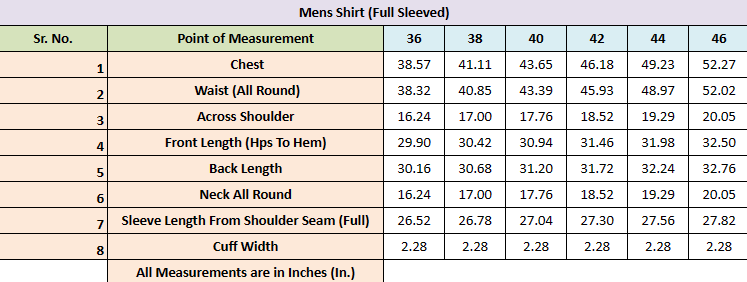 Mens Shirt (Full Sleeved)
Sr. No. Point of Measurement 36 38 40 42 44 46
1 Chest 38.57 41.11 43.65 46.18 49.23 52.27
2 Waist (All Round) 38.32 40.85 43.39 45.93 48.97 52.02
3 Across Shoulder 16.24 17.00 17.76 18.52 19.29 20.05
4 Front Length (Hps To Hem) 29.90 30.42 30.94 31.46 31.98 32.50
5 Back Length 30.16 30.68 31.20 31.72 32.24 32.76
6 Neck All Round 16.24 17.00 17.76 18.52 19.29 20.05
7 Sleeve Length From Shoulder Seam (Full) 26.52 26.78 27.04 27.30 27.56 27.82
8 Cuff Width 2.28 2.28 2.28 2.28 2.28 2.28
All Measurements are in Inches (In.)